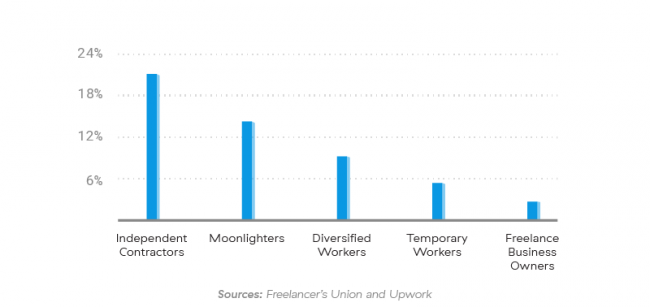 24%
18%
12%
6%
Independent
Contractors
Moonlighters
Diversified
Workers
Temporary
Workers
Freelance
Business
Owners
Sources: Freelancer's Union and Upwork